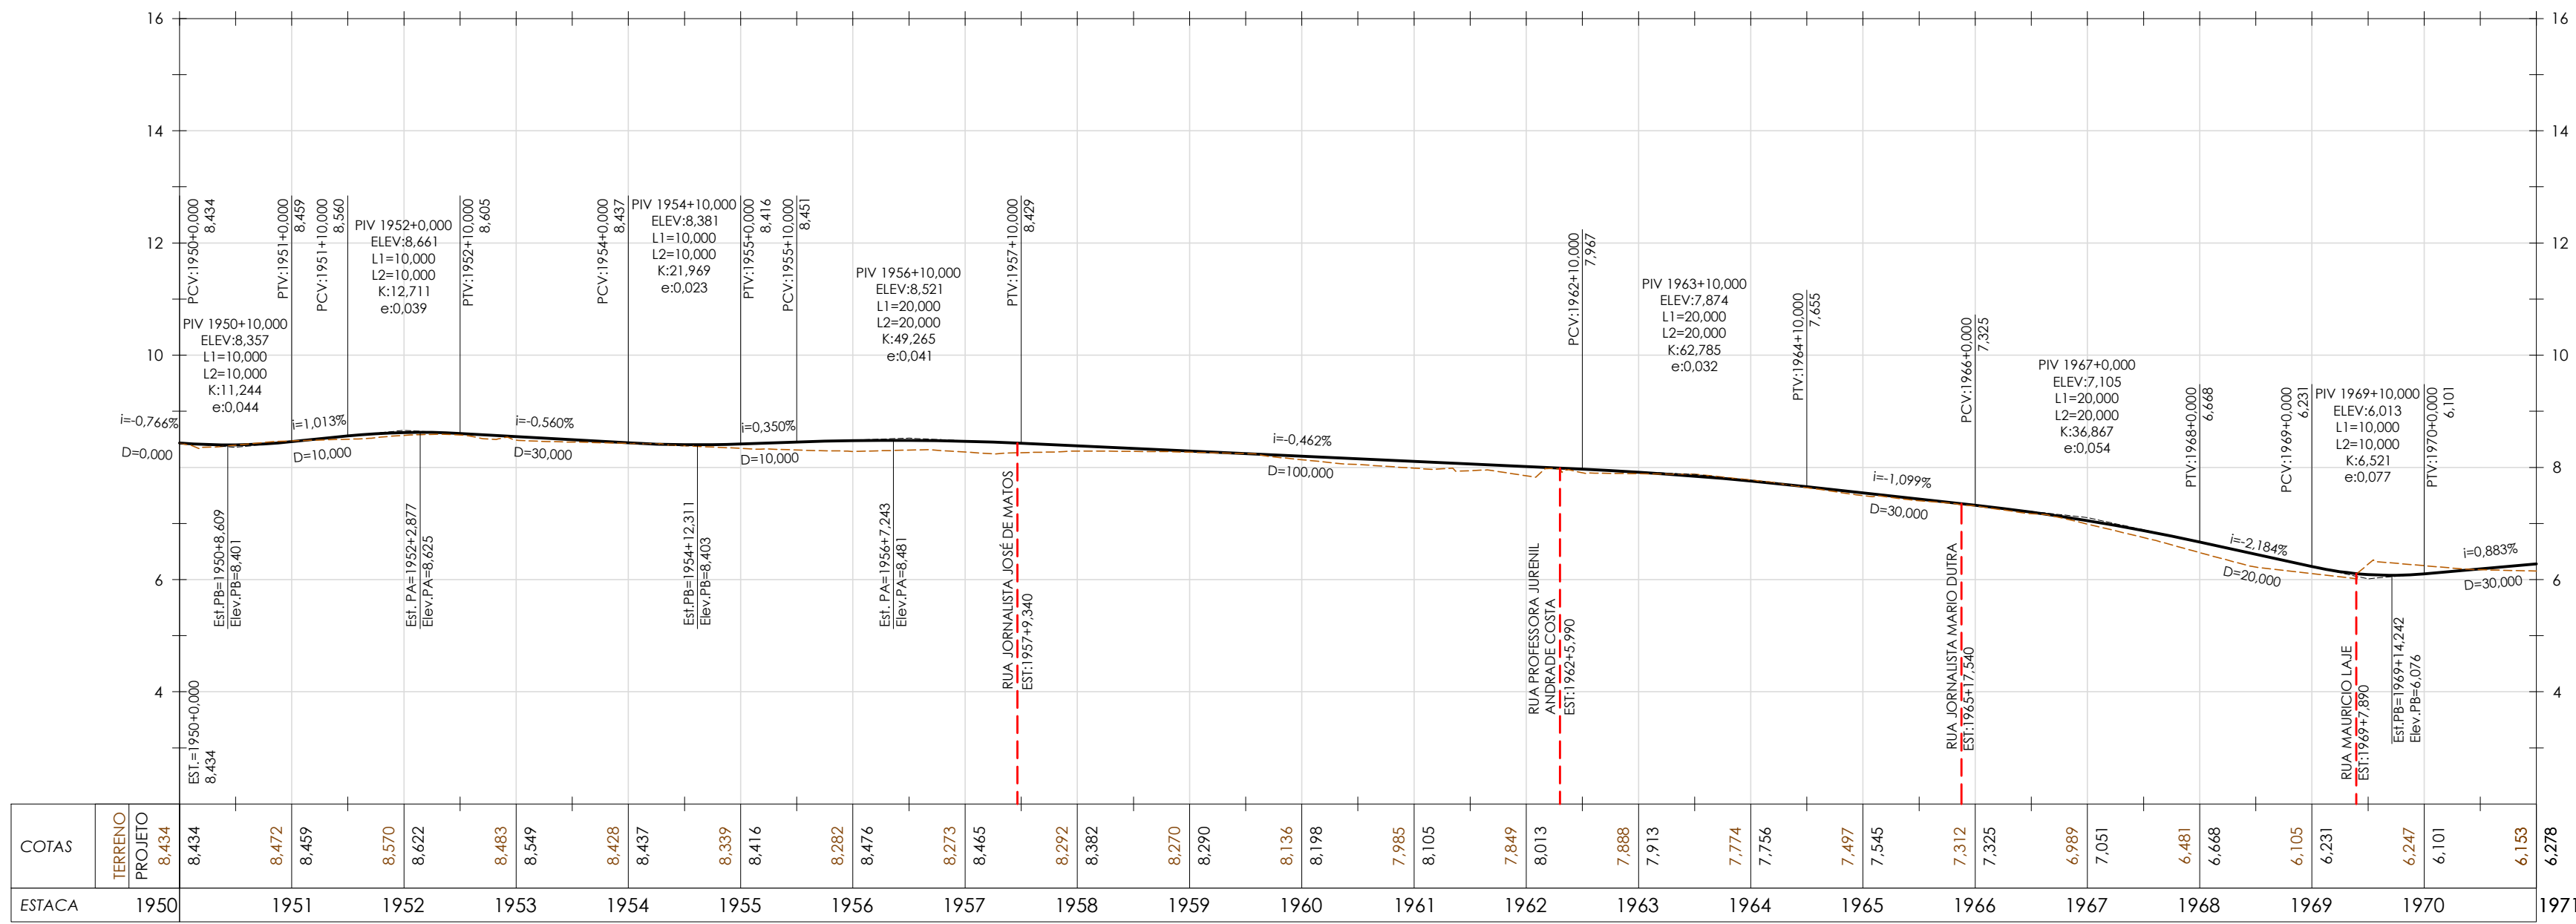 16
14
12
10
8
6
4
16
14
12
10
8
6
4
PCV:1950+0,000
8,434
PIV 1950+10,000
ELEV:8,357
L1=10,000
L2=10,000
K:11,244
e:0,044
PTV:1951+0,000
8,459
PCV:1951+10,000
8,560
PIV 1952+0,000
ELEV:8,661
L1=10,000
L2=10,000
K:12,711
e:0,039
PTV:1952+10,000
8,605
PCV:1954+0,000
8,437
PIV 1954+10,000
ELEV:8,381
L1=10,000
L2=10,000
K:21,969
e:0,023
PTV:1955+0,000
8,416
PCV:1955+10,000
8,451
PIV 1956+10,000
ELEV:8,521
L1=20,000
L2=20,000
K:49,265
e:0,041
PTV:1957+10,000
8,429
PCV:1962+10,000
7,967
PIV 1963+10,000
ELEV:7,874
L1=20,000
L2=20,000
K:62,785
e:0,032
PTV:1964+10,000
7,655
PCV:1966+0,000
7,325
PIV 1967+0,000
ELEV:7,105
L1=20,000
L2=20,000
K:36,867
e:0,054
PTV:1968+0,000
6,668
PCV:1969+0,000
6,231
PIV 1969+10,000
ELEV:6,013
L1=10,000
L2=10,000
K:6,521
e:0,077
PTV:1970+0,000
6,101
i=-0,766%
D=0,000
i=1,013%
D=10,000
i=-0,560%
D=30,000
i=0,350%
D=10,000
i=-0,462%
D=100,000
i=-1,099%
D=30,000
i=-2,184%
D=20,000
i=0,883%
D=30,000
Est.PB=1950+8,609
Elev.PB=8,401
Est. PA=1952+2,877
Elev.PA=8,625
Est.PB=1954+12,311
Elev.PB=8,403
Est. PA=1956+7,243
Elev.PA=8,481
RUA JORNALISTA JOSÉ DE MATOS
EST:1957+9,340
RUA PROFESSORA JURENIL
ANDRADE COSTA
EST:1962+5,990
RUA JORNALISTA MARIO DUTRA
EST:1965+17,540
RUA MAURICIO LAJE
EST:1969+7,890
Est.PB=1969+14,242
Elev.PB=6,076
EST.=1950+0,000
8,434
COTAS
TERRENO
PROJETO
8,434
8,434
8,472
8,459
8,570
8,622
8,483
8,549
8,428
8,437
8,339
8,416
8,282
8,476
8,273
8,465
8,292
8,382
8,270
8,290
8,136
8,198
7,985
8,105
7,849
8,013
7,888
7,913
7,774
7,756
7,497
7,545
7,312
7,325
6,989
7,051
6,481
6,668
6,105
6,231
6,247
6,101
6,153
6,278
ESTACA
1950
1951
1952
1953
1954
1955
1956
1957
1958
1959
1960
1961
1962
1963
1964
1965
1966
1967
1968
1969
1970
1971